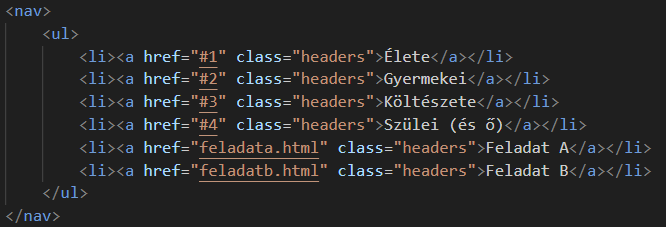 <nav>
<ul>
<li><a href="#1" class="headers">Élete</a></li>
<li><a href="#2" class="headers">Gyermekei</a></li>
<li><a href="#3" class="headers">Költészete</a></li>
<li><a href="#4" class="headers">Szülei (és ő)</a></li>
<li><a href="feladata.html" class="headers">Feladat A</a></li>
<li><a href="feladatb.html" class="headers">Feladat B</a></li>
</ul>
</nav>